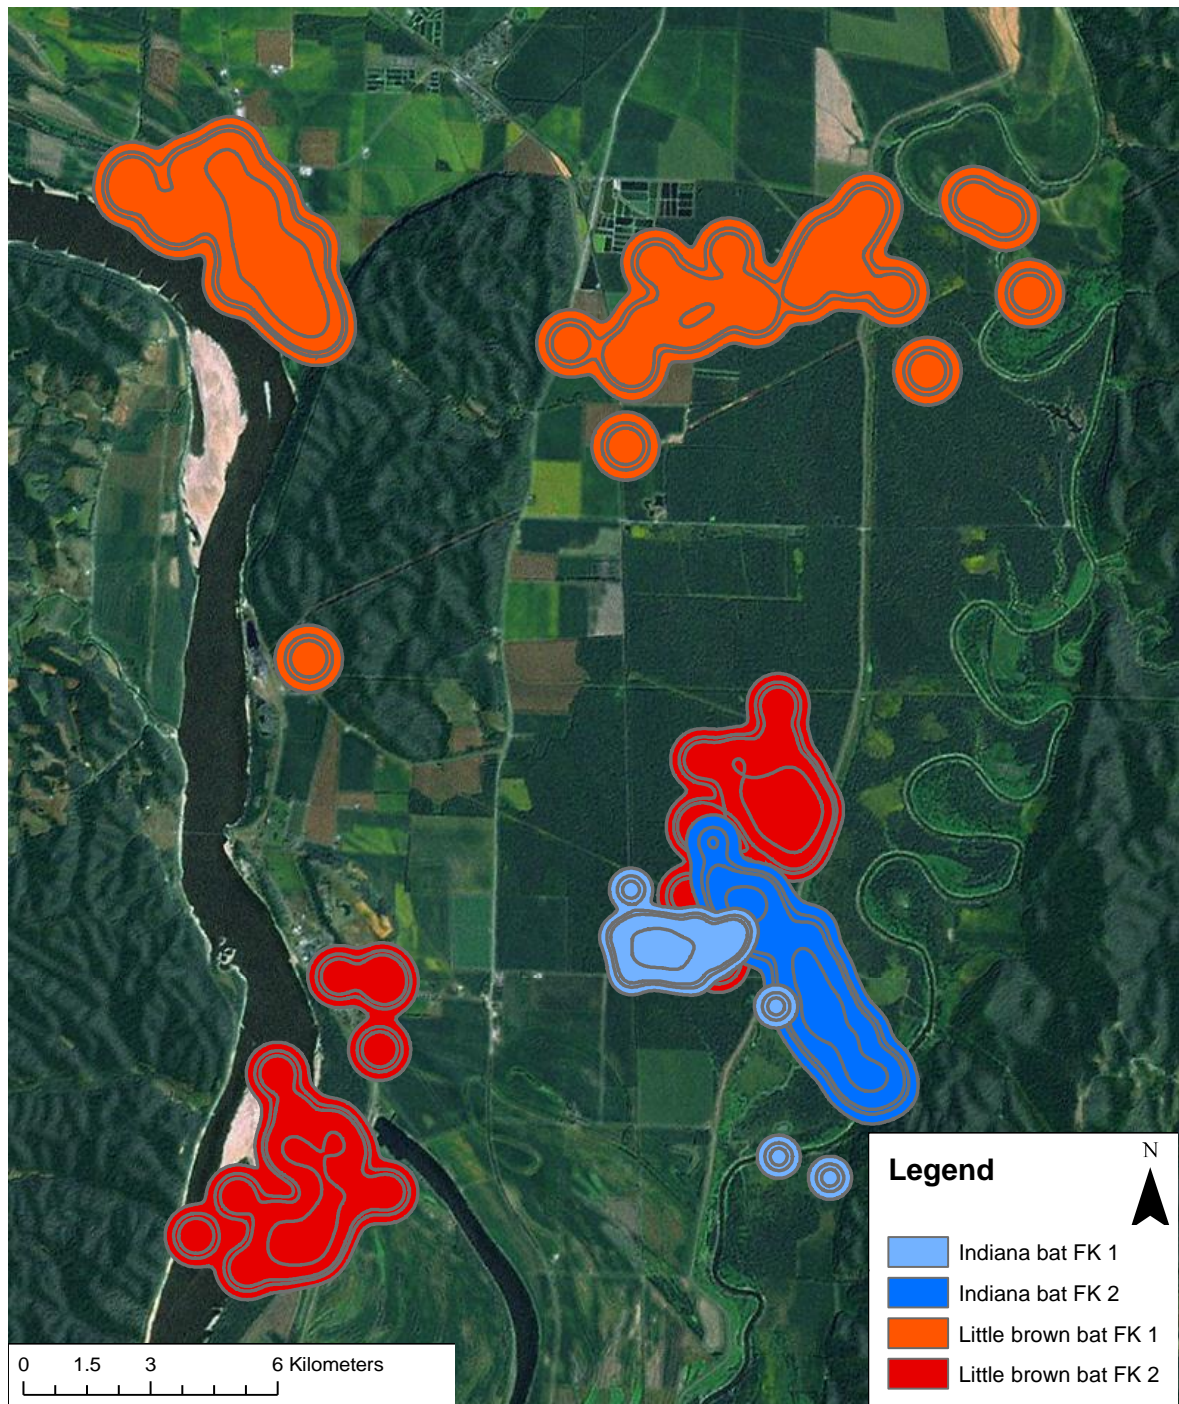 N
Legend
Indiana bat FK 1
Indiana bat FK 2
Little brown bat FK 1
Little brown bat FK 2
0 1.5 3 6 Kilometers